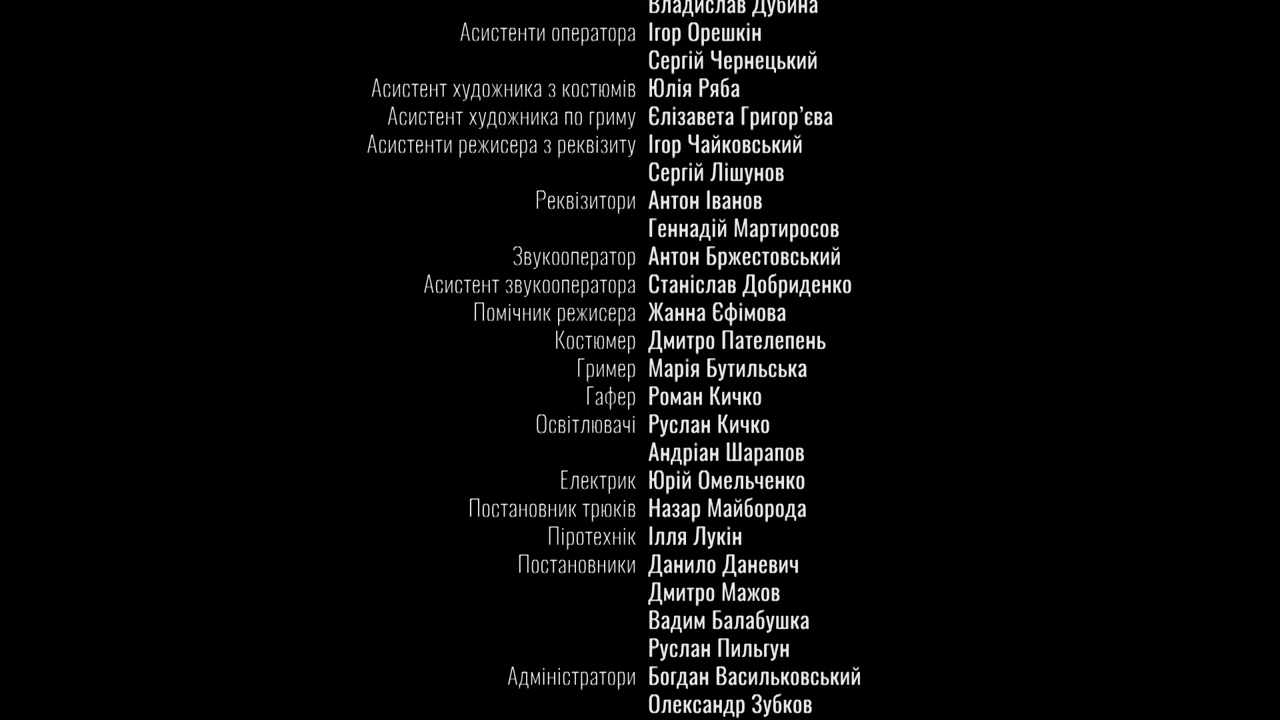 Владислав Дубина
Асистенти оператора Ігор Орешкін
Сергій Чернецький
Асистент художника з костюмів Юлія Ряба
Асистент художника по гриму Єлізавета Григор’єва
Асистенти режисера з реквізиту Ігор Чайковський
Сергій Лішунов
Реквізитори Антон Іванов
Геннадій Мартиросов
Звукооператор Антон Бржестовський
Асистент звукооператора Станіслав Добриденко
Помічник режисера Жанна Єфімова
Костюмер Дмитро Пателепень
Гример Марія Бутильська
Гафер Роман Кичко
Освітлювачі Руслан Кичко
Андріан Шарапов
Електрик Юрій Омельченко
Постановник трюків Назар Майборода
Піротехнік Ілля Лукін
Постановники Данило Даневич
Дмитро Мажов
Вадим Балабушка
Руслан Пильгун
Адміністратори Богдан Васильковський
Олександр Зубков